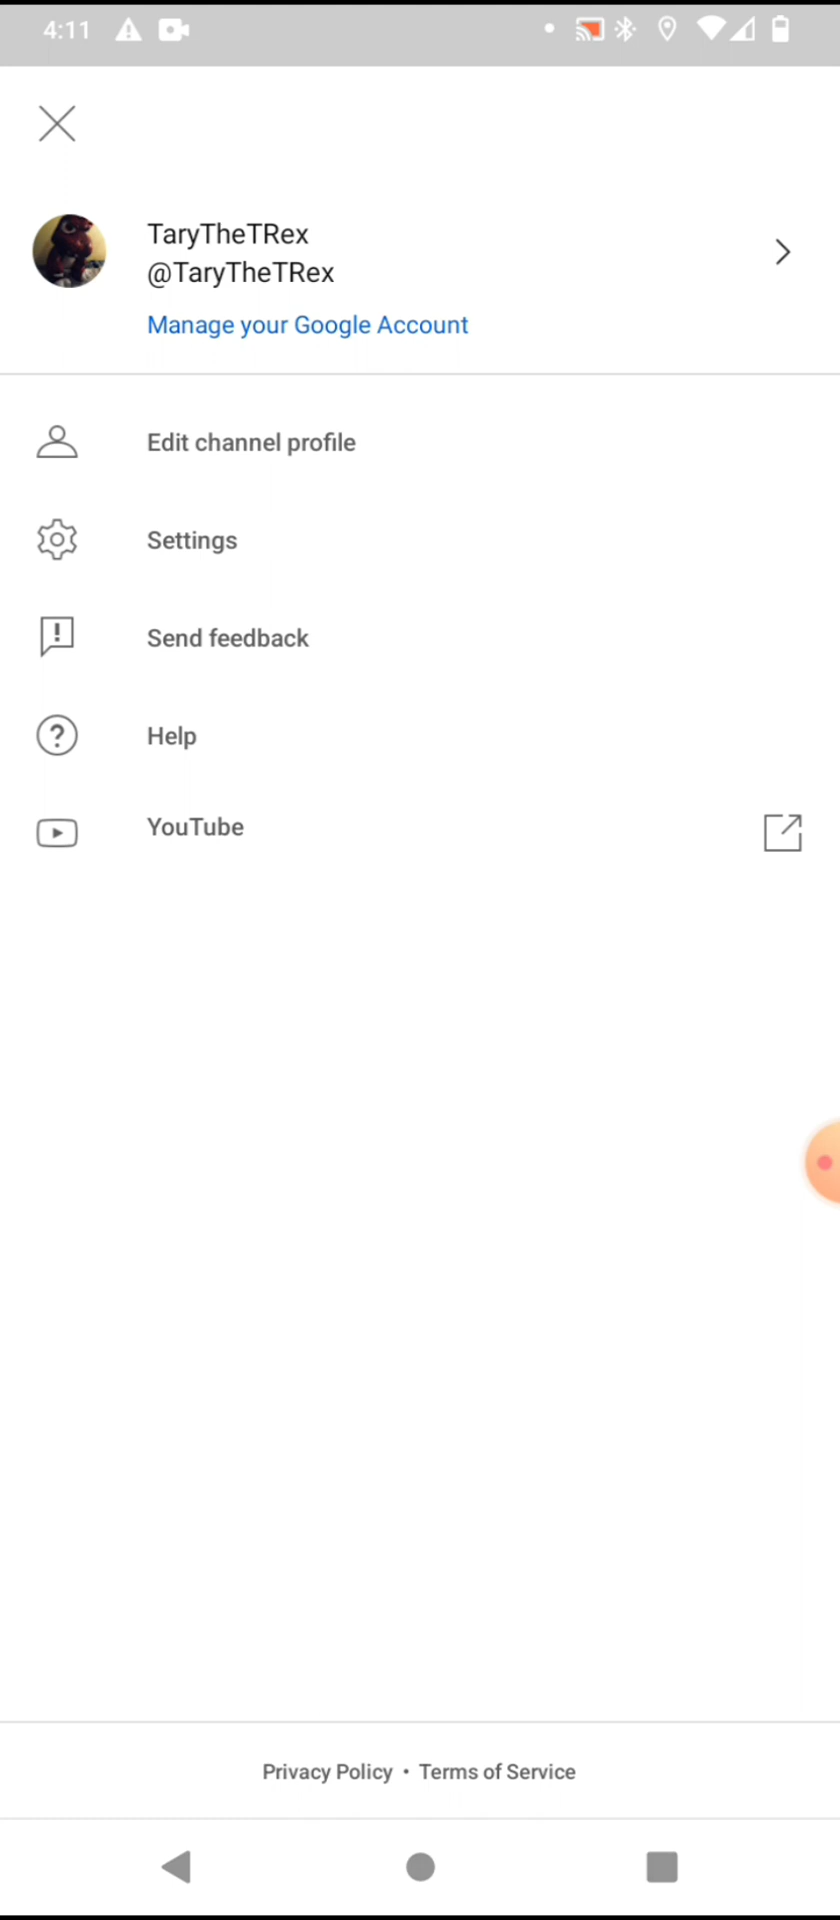 4:11
TaryTheTRex
@TaryTheTRex
Manage your Google Account
Edit channel profile
Settings
Send feedback
Help
YouTube
Privacy Policy • Terms of Service